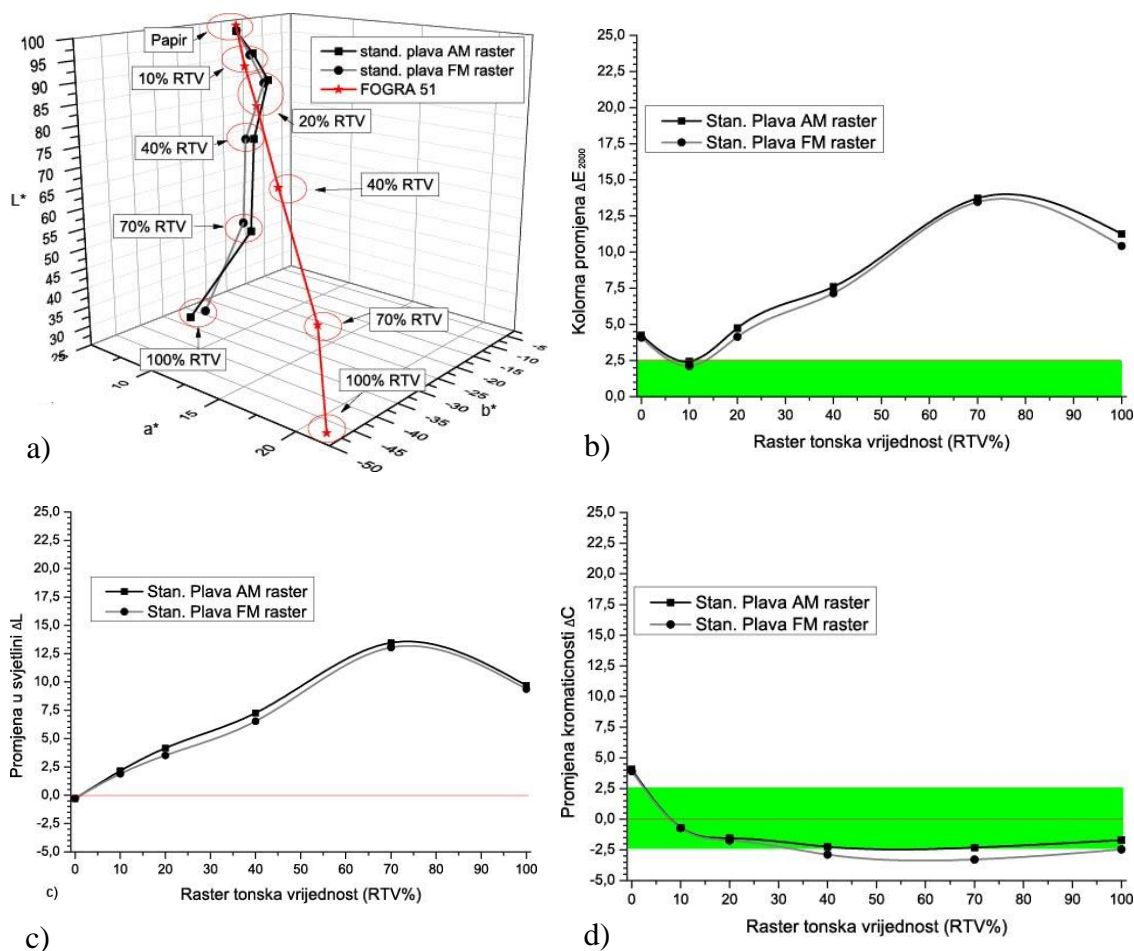 100
95
90
85
80
75
70
65
60
55
50
45
40
35
30
25
L*
Papir
10% RTV
20% RTV
40% RTV
40% RTV
70% RTV
70% RTV
100% RTV
100% RTV
stand. plava AM raster
stand. plava FM raster
FOGRA 51
10
15
20
a*
-5
-10
-15
-20
-25
-30
-35
-40
-45
-50
b*
a)
25,0
22,5
20,0
17,5
15,0
12,5
10,0
7,5
5,0
2,5
0,0
Kolorna promjena ΔE2000
Stan. Plava AM raster
Stan. Plava FM raster
0 10 20 30 40 50 60 70 80 90 100
Raster tonska vrijednost (RTV%)
b)
25,0
22,5
20,0
17,5
15,0
12,5
10,0
7,5
5,0
2,5
0,0
-2,5
-5,0
Promjena u svjetlini ΔL
Stan. Plava AM raster
Stan. Plava FM raster
0 10 20 30 40 50 60 70 80 90 100
c) Raster tonska vrijednost (RTV%)
c)
25,0
22,5
20,0
17,5
15,0
12,5
10,0
7,5
5,0
2,5
0,0
-2,5
-5,0
Promjena kromaticnosti ΔC
Stan. Plava AM raster
Stan. Plava FM raster
0 10 20 30 40 50 60 70 80 90 100
Raster tonska vrijednost (RTV%)
d)